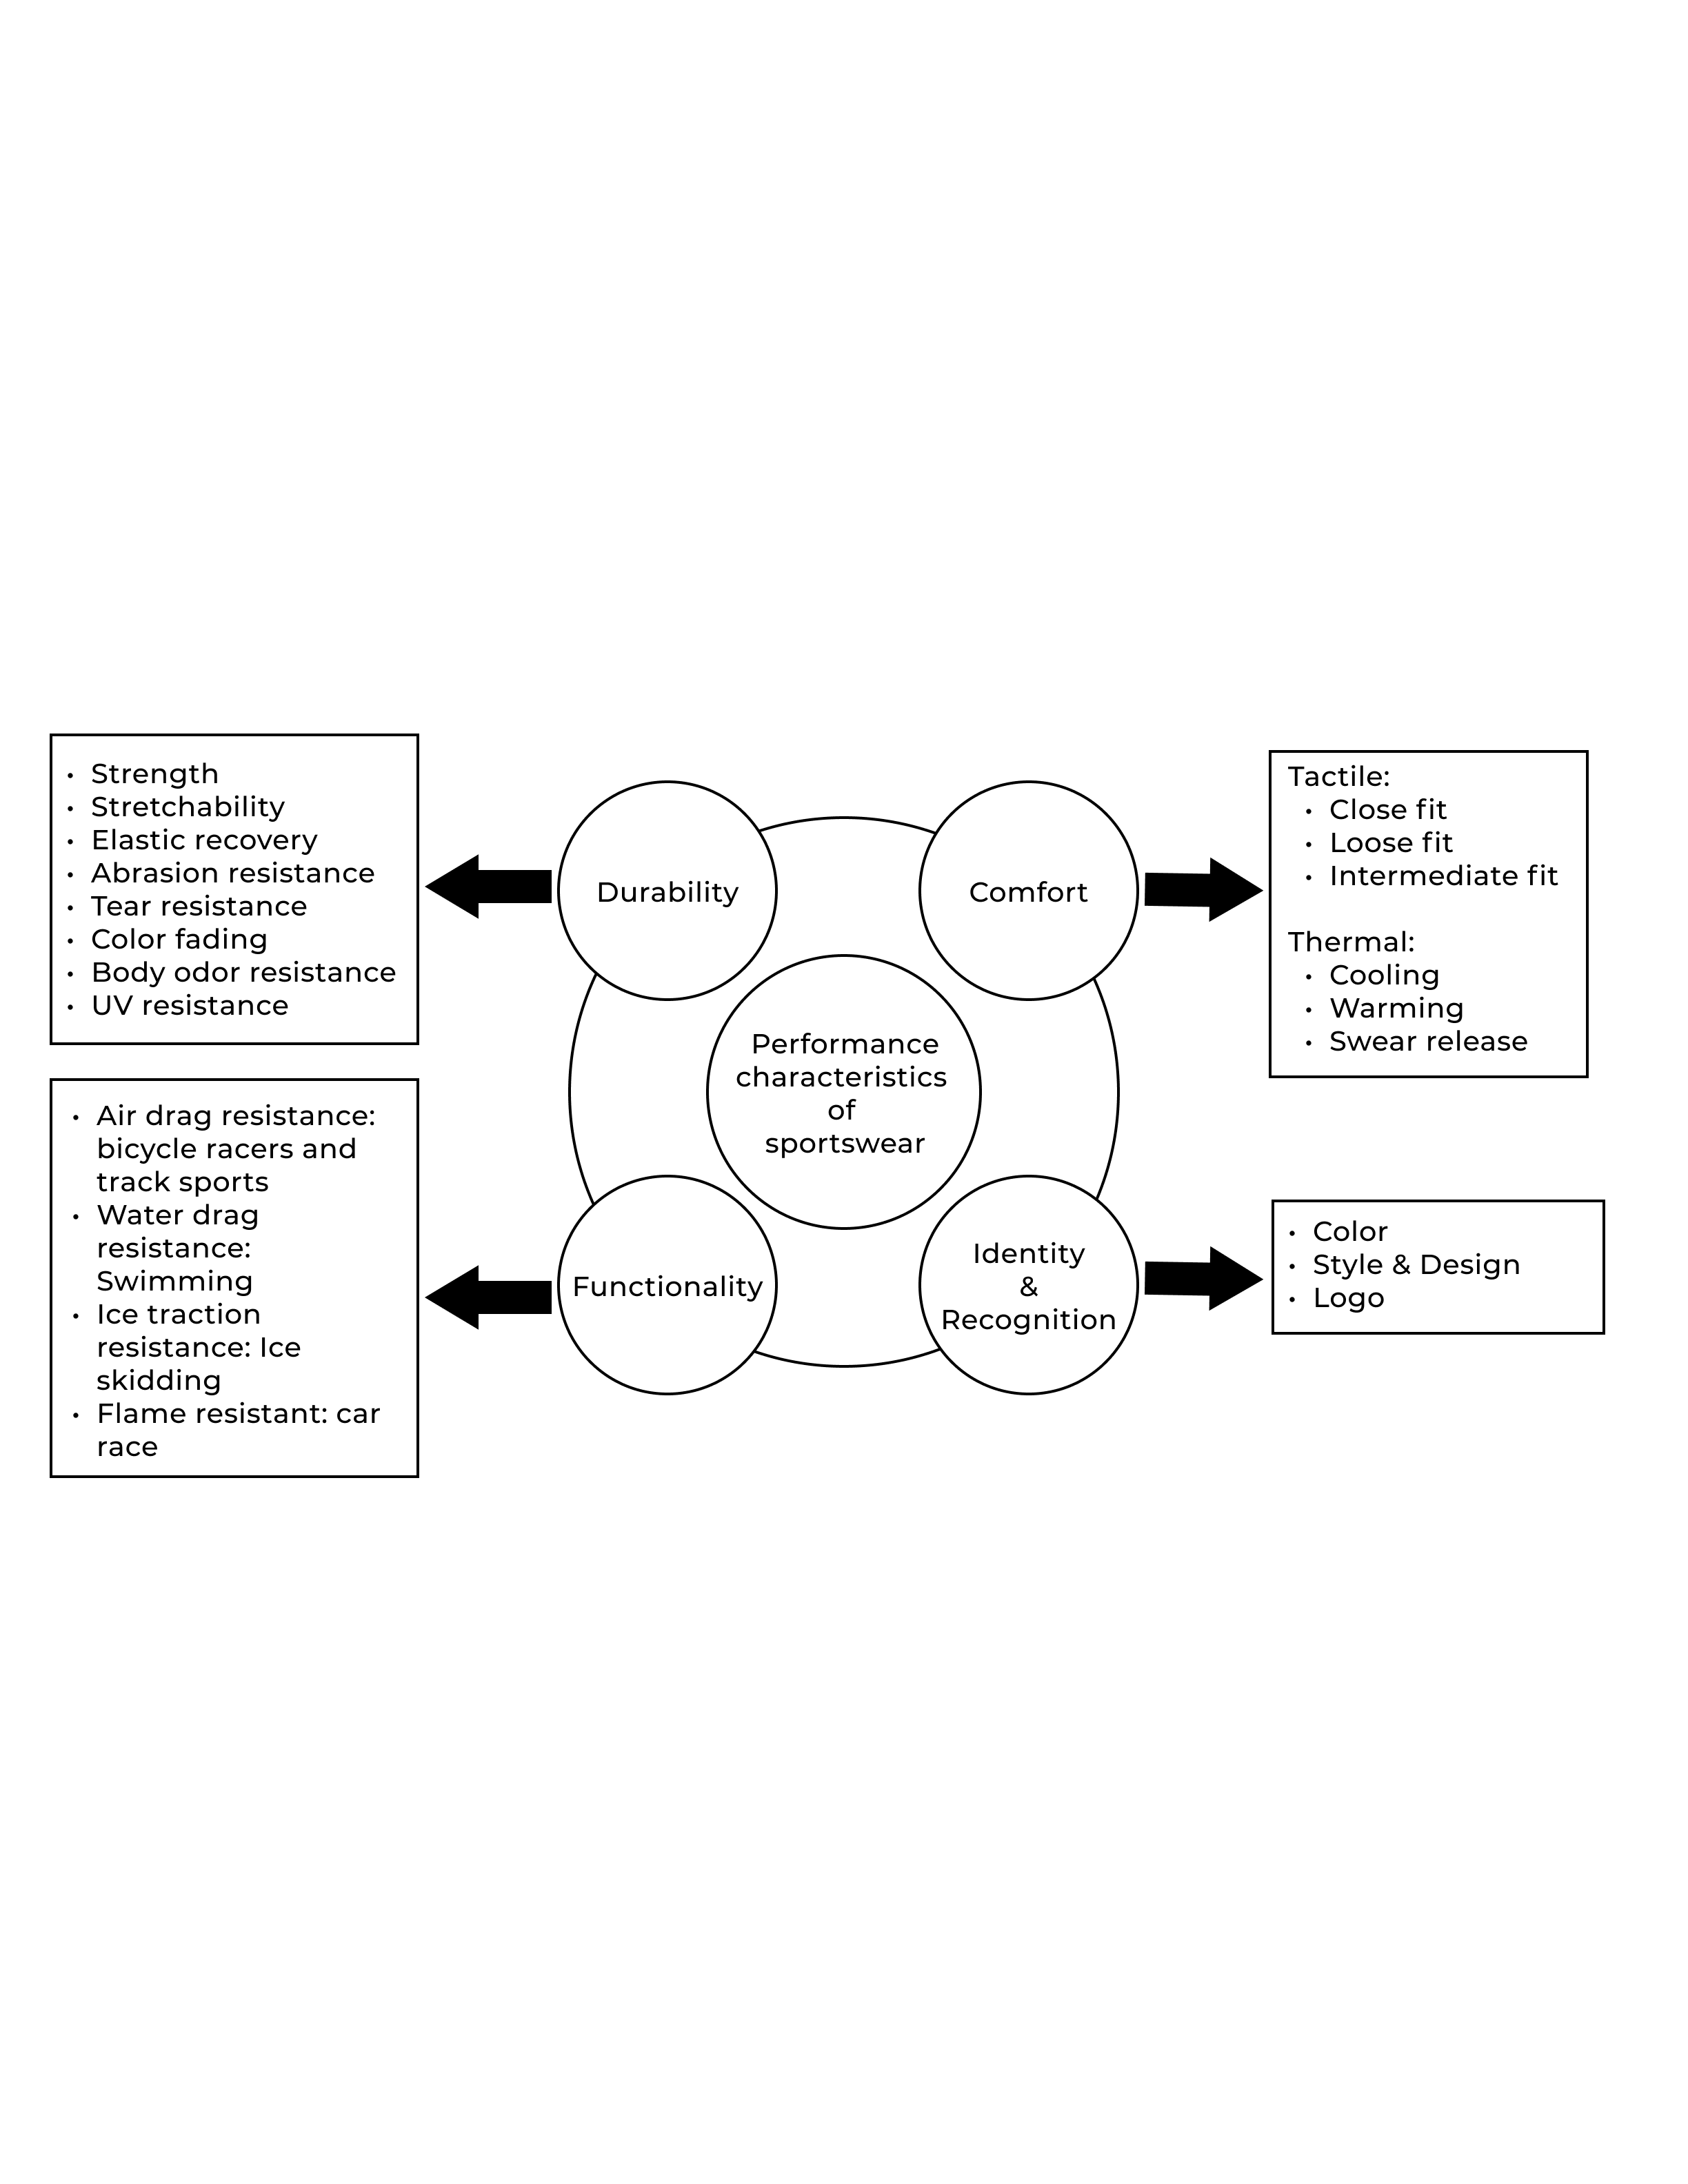 • Strength
• Stretchability
• Elastic recovery
• Abrasion resistance
• Tear resistance
• Color fading
• Body odor resistance
• UV resistance
Durability
Comfort
Tactile:
• Close fit
• Loose fit
• Intermediate fit
Thermal:
• Cooling
• Warming
• Swear release
Performance
characteristics
of
sportswear
• Air drag resistance:
bicycle racers and
track sports
• Water drag
resistance:
Swimming
• Ice traction
resistance: Ice
skidding
• Flame resistant: car
race
Functionality
Identity
&
Recognition
• Color
• Style & Design
• Logo